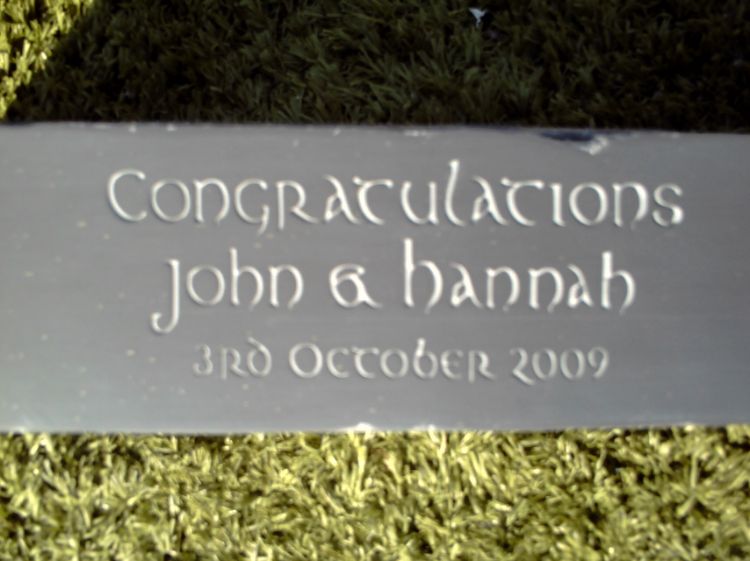 Congratulations
John & Hannah
3rd October 2009